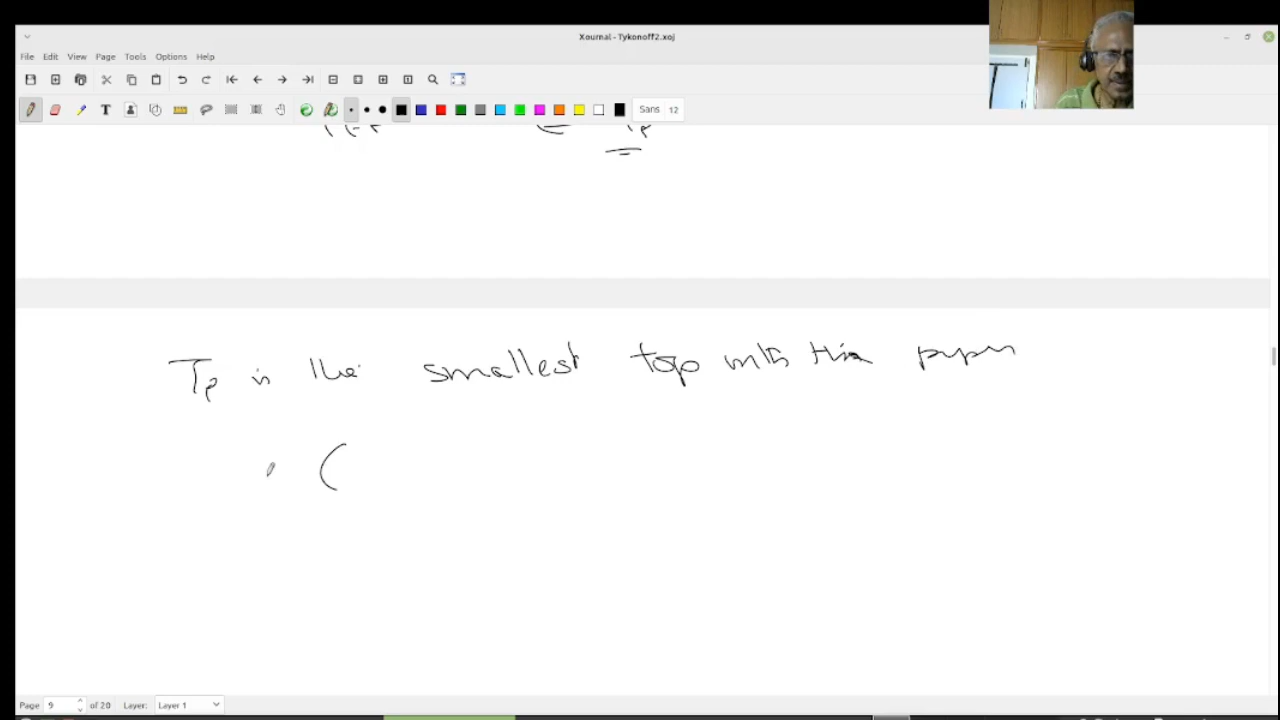 Xournal - Tykonoff2.xoj
File Edit View Page Tools Options Help
Sans 12
Tp is the smallest top with this
(
Page 9 of 20 Layer: Layer 1